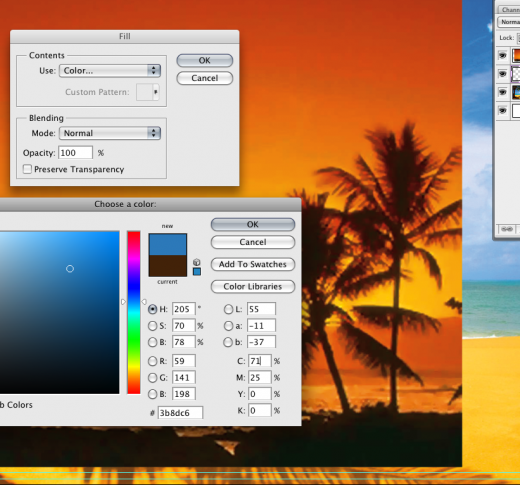 Fill
Contents
Use: Color...
Custom Pattern:
OK
Cancel
Blending
Mode: Normal
Opacity: 100 %
Preserve Transparency
Choose a color:
new
current
OK
Cancel
Add To Swatches
Color Libraries
H: 205 °
S: 70 %
B: 78 %
R: 59
G: 141
B: 198
# 3b8dc6
L: 55
a: -11
b: -37
C: 71 %
M: 25 %
Y: 0 %
K: 0 %
b Colors
Chann
Norma
Lock: